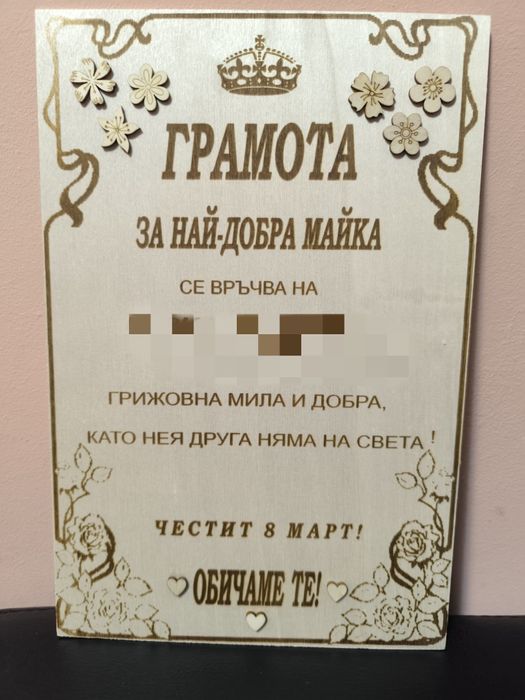 ГРАМОТА
ЗА НАЙ-ДОБРА МАЙКА
СЕ ВРЪЧВА НА
ГРИЖОВНА МИЛА И ДОБРА,
КАТО НЕЯ ДРУГА НЯМА НА СВЕТА!
ЧЕСТИТ 8 МАРТ!
ОБИЧАМЕ ТЕ!